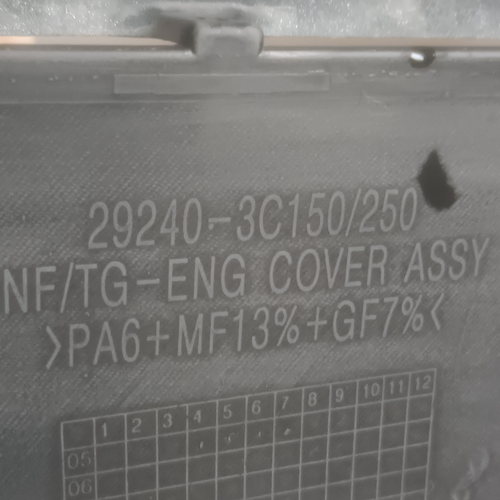 29240-3C150/250
NF/TG-ENG COVER ASSY
>PA6+MF13%+GF7%<
1 2 3 4 5 6 7 8 9 10 11 12
05
06